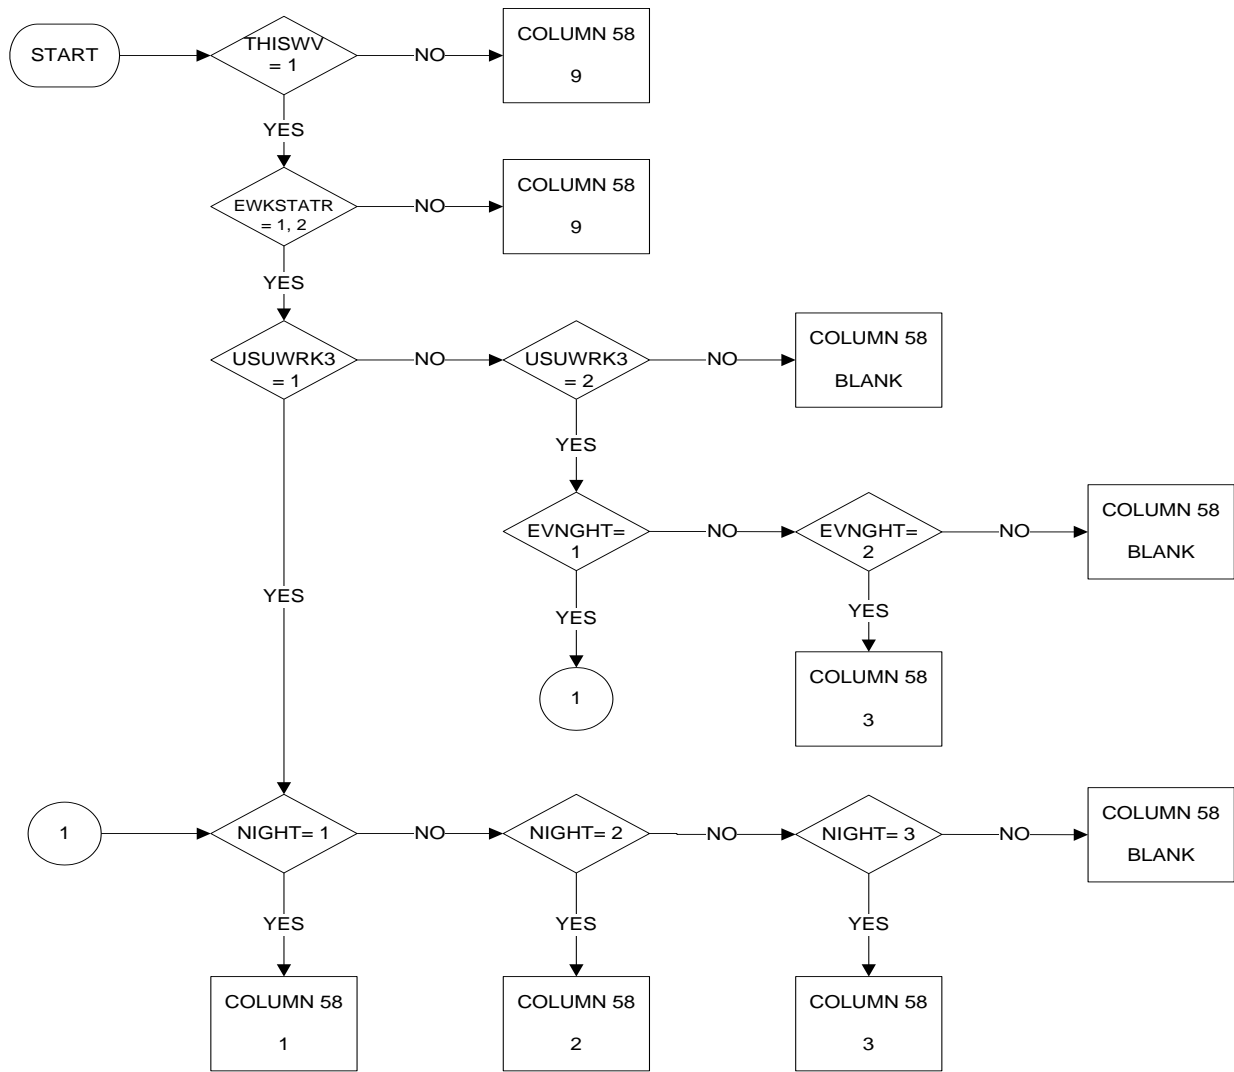 START
THISWV
= 1
NO
COLUMN 58
9
YES
EWKSTATR
= 1, 2
NO
COLUMN 58
9
YES
USUWRK3
= 1
NO
USUWRK3
= 2
NO
COLUMN 58
BLANK
YES
EVNGHT=
1
NO
EVNGHT=
2
NO
COLUMN 58
BLANK
YES
YES
YES
1
COLUMN 58
3
1
NIGHT= 1
NO
NIGHT= 2
NO
NIGHT= 3
NO
COLUMN 58
BLANK
YES
YES
YES
COLUMN 58
1
COLUMN 58
2
COLUMN 58
3